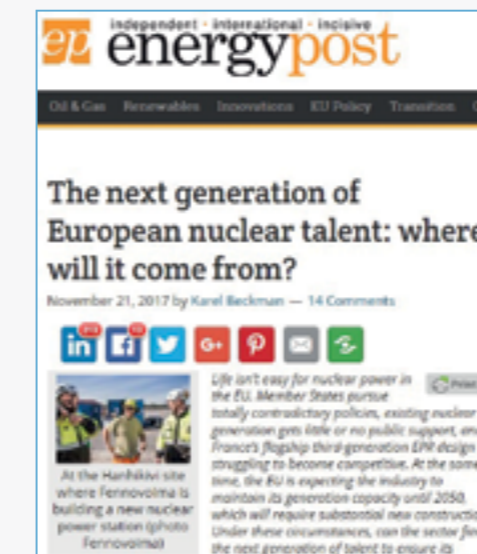 independent · international · incisive
ep energypost
Oil & Gas Renewables Innovations EU Policy Transition
The next generation of
European nuclear talent: where
will it come from?
November 21, 2017 by Karel Beckman — 14 Comments
in f G+
Life isn't easy for nuclear power in
the EU. Member States pursue
Print
totally contradictory policies, existing nuclear
generation gets little or no public support, and
France's flagship third-generation EPR design
struggling to become competitive. At the same
time, the EU is expecting the industry to
maintain its generation capacity until 2050,
which will require substantial new constructio
Under these circumstances, can the sector fin
the next generation of talent to ensure its
At the Hanhikivi site
where Fennovoima is
building a new nuclear
power station (photo
Fennovoima)